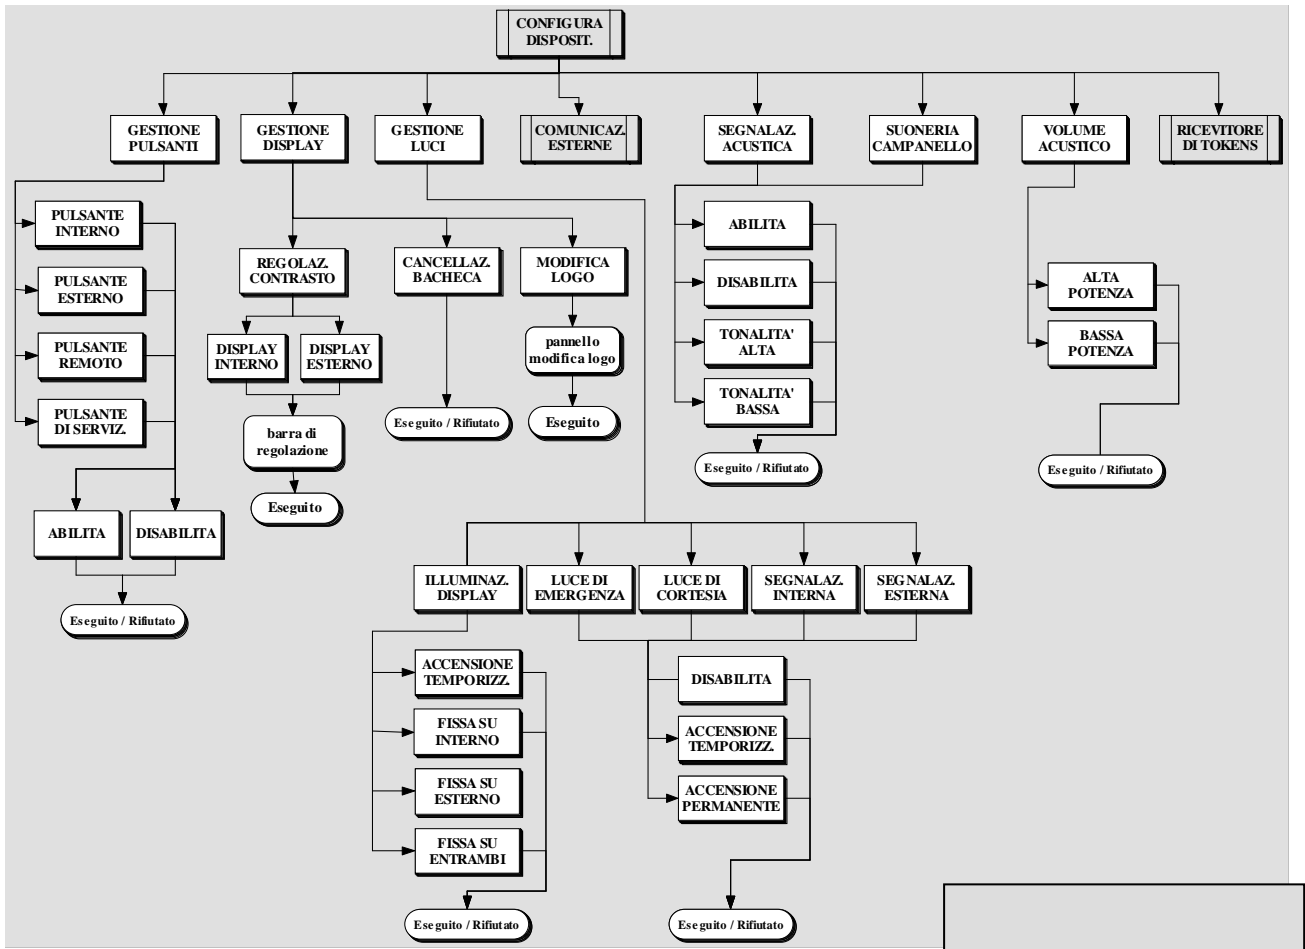 CONFIGURA
DISPOSIT.
GESTIONE
PULSANTI
GESTIONE
DISPLAY
GESTIONE
LUCI
COMUNICAZ.
ESTERNE
SEGNALAZ.
ACUSTICA
SUONERIA
CAMPANELLO
VOLUME
ACUSTICO
RICEVITORE
DI TOKENS
PULSANTE
INTERNO
PULSANTE
ESTERNO
PULSANTE
REMOTO
PULSANTE
DI SERVIZ.
ABILITA
DISABILITA
Eseguito / Rifiutato
REGOLAZ.
CONTRASTO
CANCELLAZ.
BACHECA
MODIFICA
LOGO
DISPLAY
INTERNO
DISPLAY
ESTERNO
barra di
regolazione
Eseguito
Eseguito / Rifiutato
pannello
modifica logo
Eseguito
ABILITA
DISABILITA
TONALITA'
ALTA
TONALITA'
BASSA
Eseguito / Rifiutato
ALTA
POTENZA
BASSA
POTENZA
Eseguito / Rifiutato
ILLUMINAZ.
DISPLAY
LUCE DI
EMERGENZA
LUCE DI
CORTESIA
SEGNALAZ.
INTERNA
SEGNALAZ.
ESTERNA
ACCENSIONE
TEMPORIZZ.
FISSA SU
INTERNO
FISSA SU
ESTERNO
FISSA SU
ENTRAMBI
Eseguito / Rifiutato
DISABILITA
ACCENSIONE
TEMPORIZZ.
ACCENSIONE
PERMANENTE
Eseguito / Rifiutato